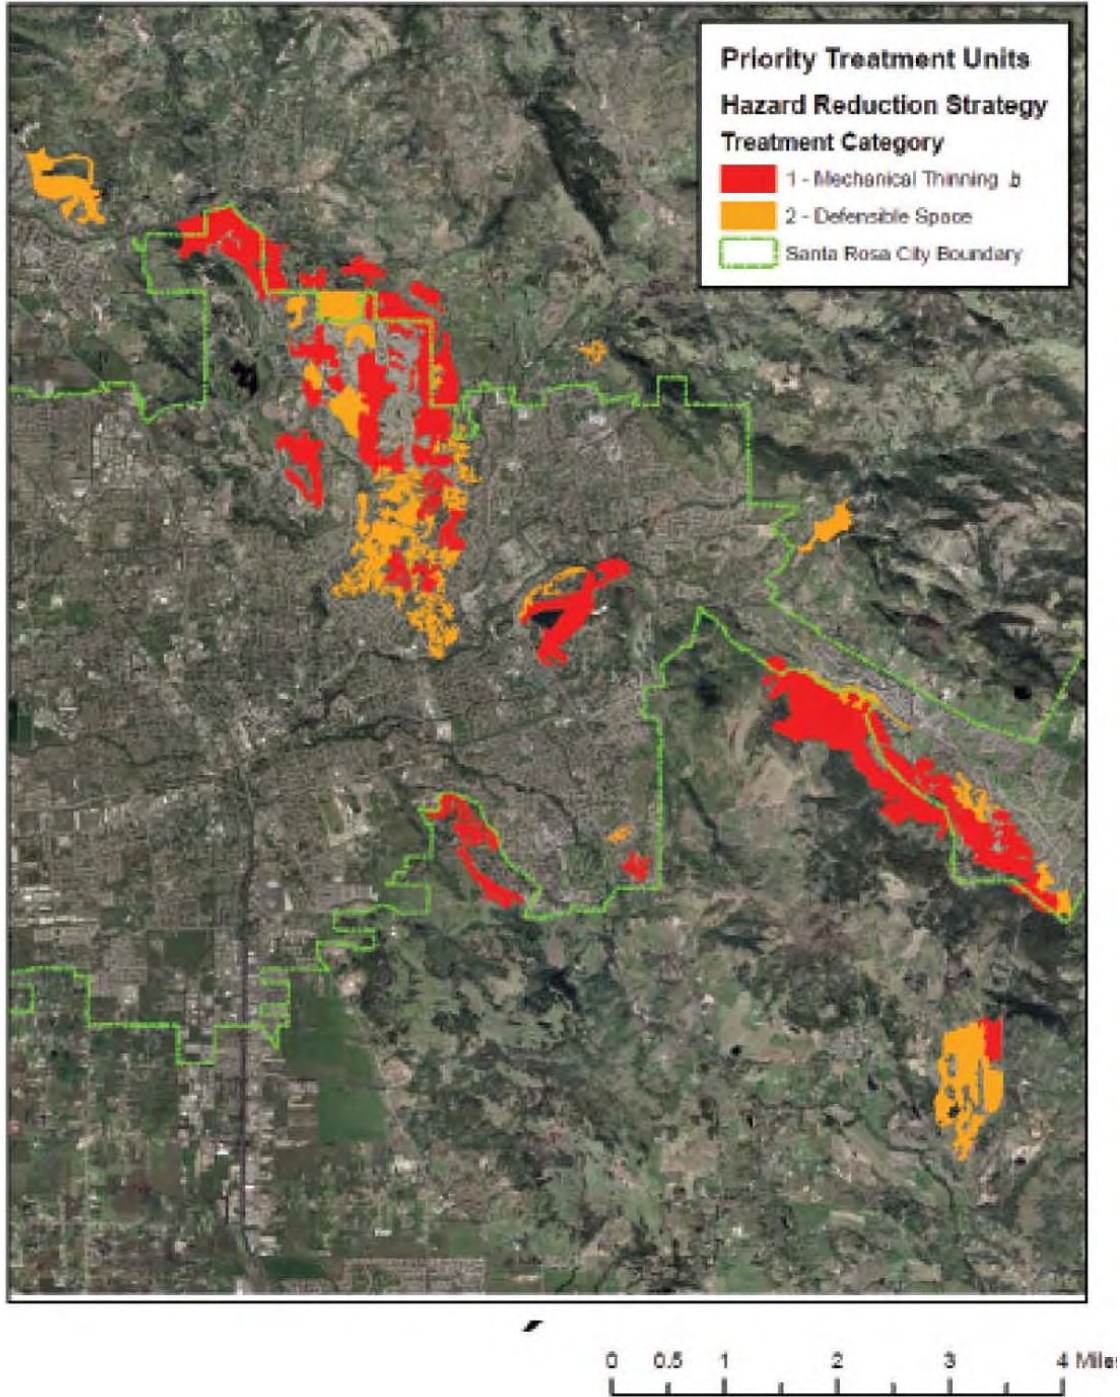 Priority Treatment Units
Hazard Reduction Strategy
Treatment Category
1 - Mechanical Thinning b
2 - Defensible Space
Santa Rosa City Boundary
0 0.5 1 2 3 4 Miles